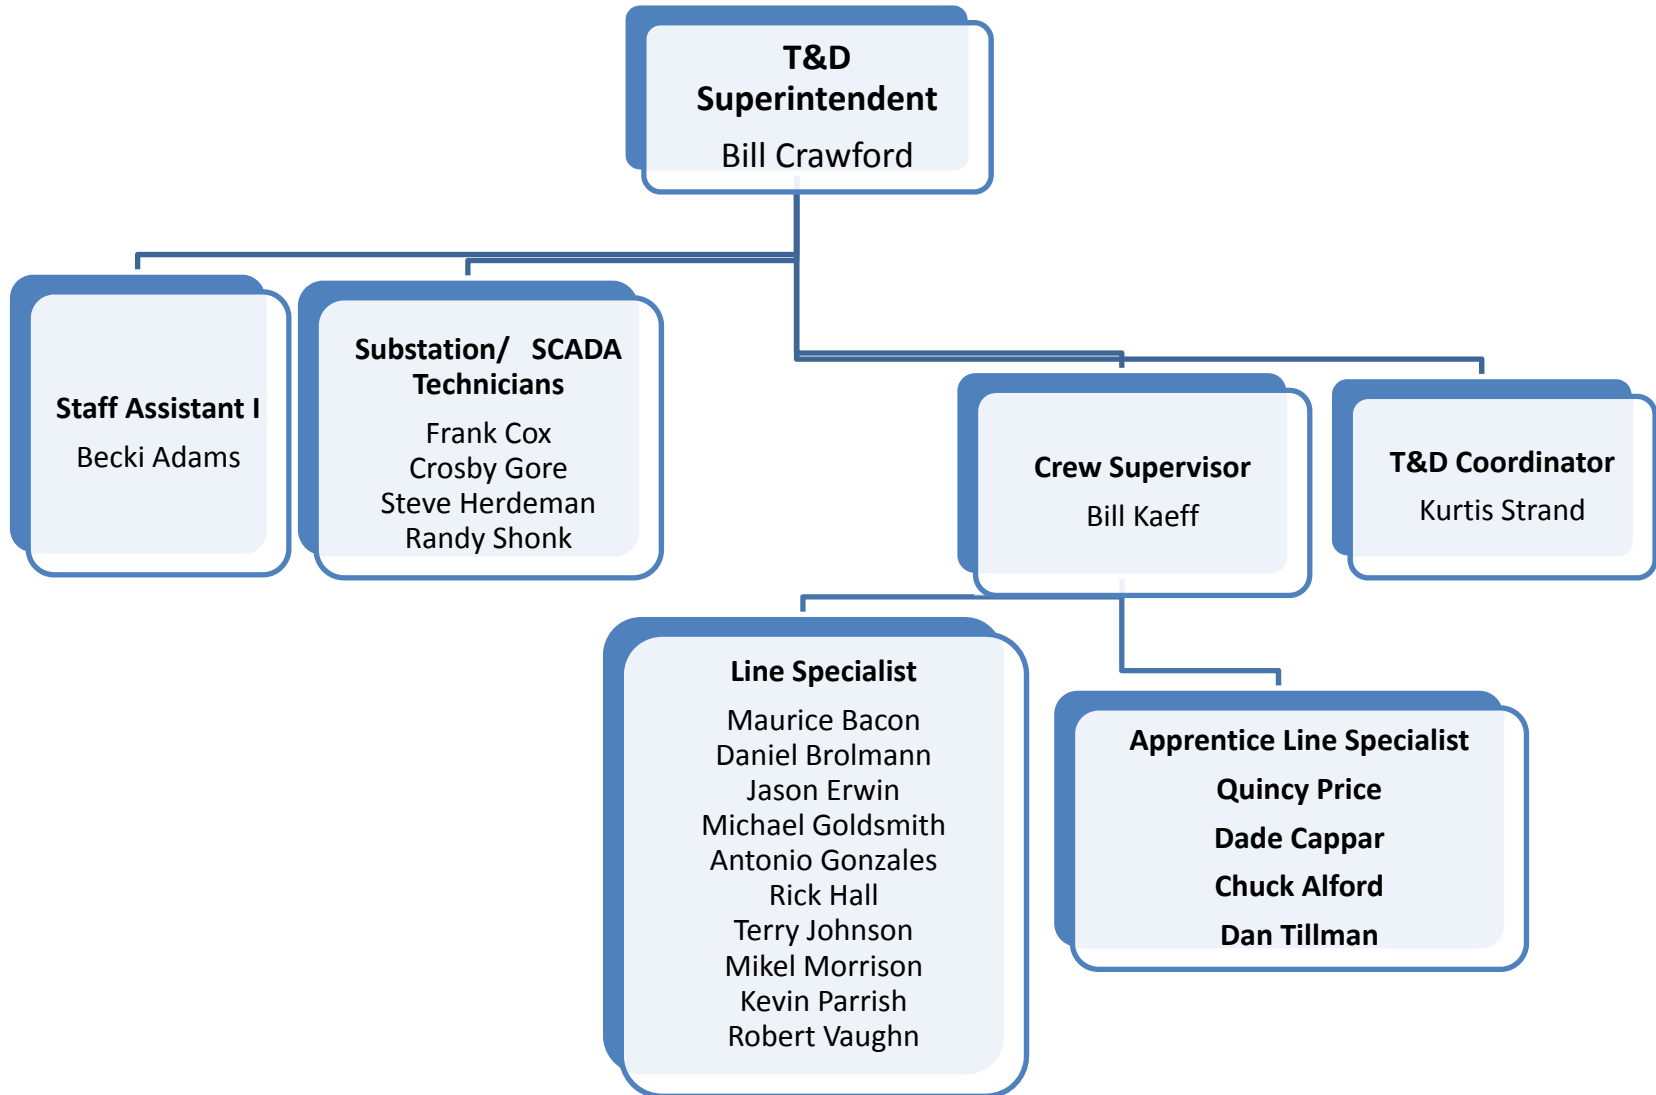 T&D
Superintendent
Bill Crawford
Staff Assistant I
Becki Adams
Substation/ SCADA
Technicians
Frank Cox
Crosby Gore
Steve Herdeman
Randy Shonk
Crew Supervisor
Bill Kaeff
T&D Coordinator
Kurtis Strand
Line Specialist
Maurice Bacon
Daniel Brolmann
Jason Erwin
Michael Goldsmith
Antonio Gonzales
Rick Hall
Terry Johnson
Mikel Morrison
Kevin Parrish
Robert Vaughn
Apprentice Line Specialist
Quincy Price
Dade Cappar
Chuck Alford
Dan Tillman